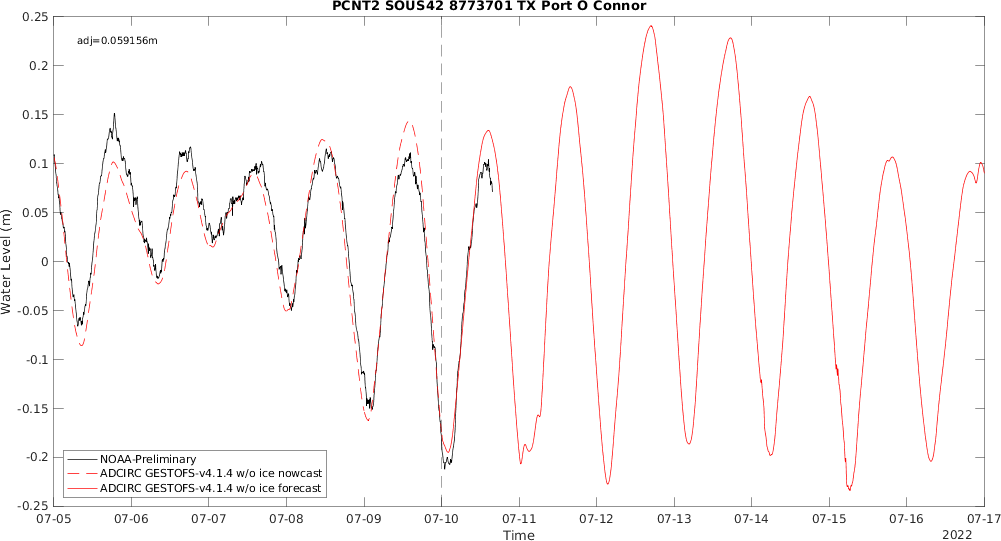 PCNT2 SOUS42 8773701 TX Port O Connor
adj=0.059156m
0.25
0.2
0.15
0.1
0.05
0
-0.05
-0.1
-0.15
-0.2
-0.25
Water Level (m)
NOAA-Preliminary
ADCIRC GESTOFS-v4.1.4 w/o ice nowcast
ADCIRC GESTOFS-v4.1.4 w/o ice forecast
07-05 07-06 07-07 07-08 07-09 07-10 07-11 07-12 07-13 07-14 07-15 07-16 07-17
Time
2022